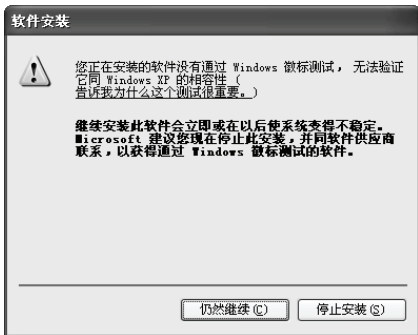 软件安装
您正在安装的软件没有通过 Windows 徽标测试，无法验证
它同 Windows XP 的相容性（
告诉我为什么这个测试很重要。）
继续安装此软件会立即或在以后使系统变得不稳定。
Microsoft 建议您现在停止此安装，并同软件供应商
联系，以获得通过 Windows 徽标测试的软件。
仍然继续(C)
停止安装(S)